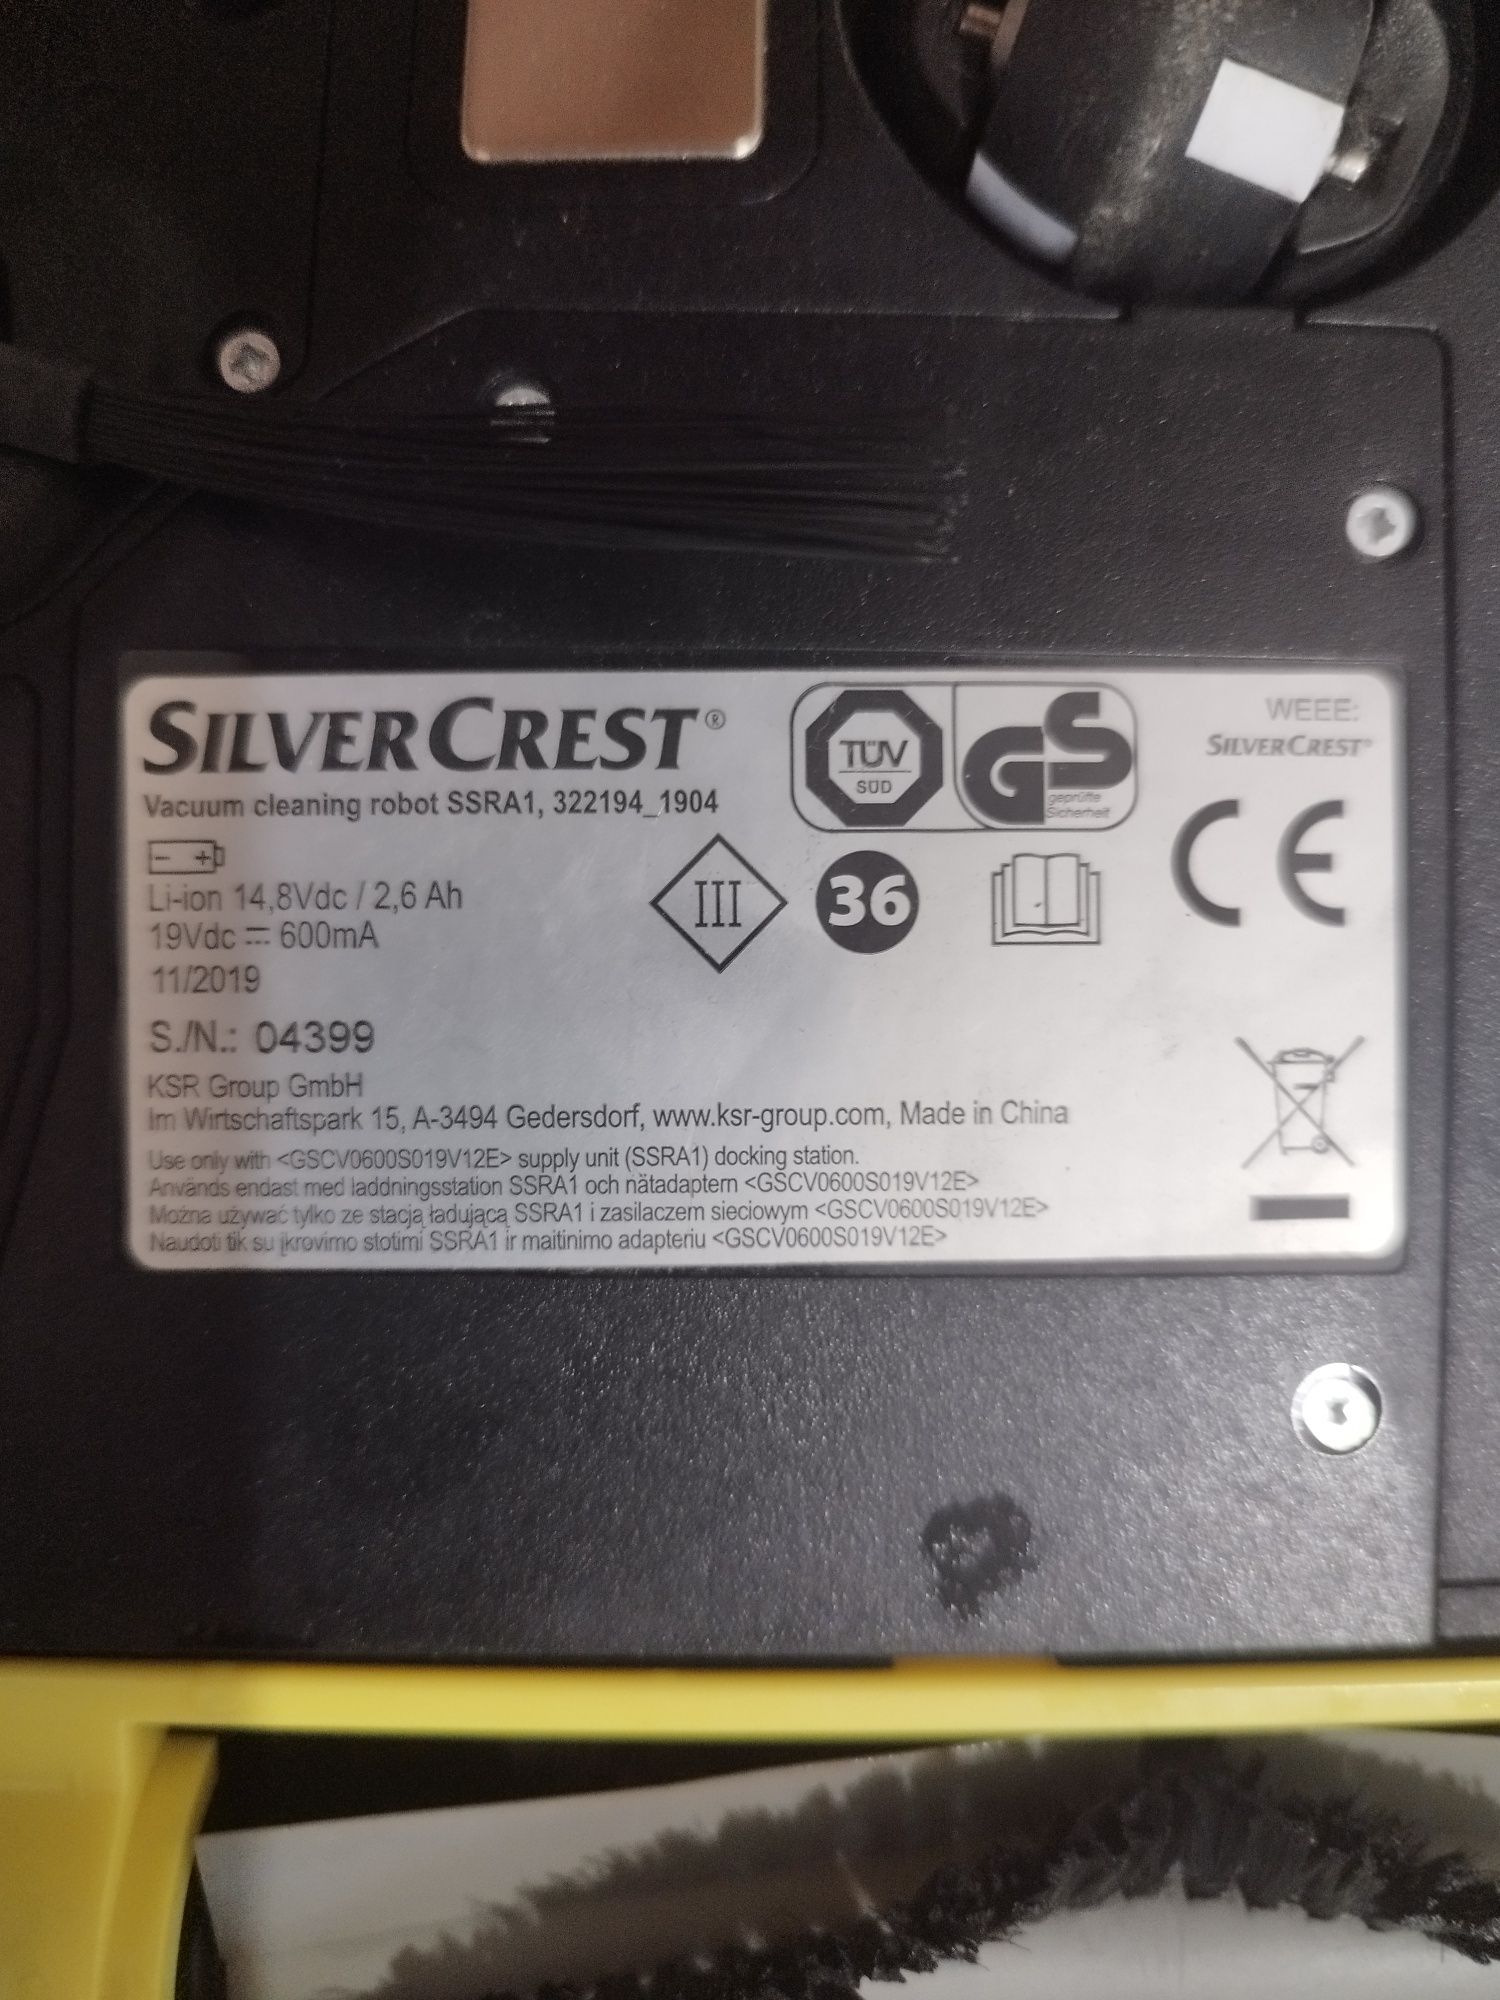 SILVERCREST®
Vacuum cleaning robot SSRA1, 322194_1904
TÜV
SÜD
GS
geprüfte
Sicherheit
WEEE:
SILVERCREST®
CE
- +
Li-ion 14,8Vdc / 2,6 Ah
19Vdc ⎓ 600mA
11/2019
III
36
S./N.: 04399
KSR Group GmbH
Im Wirtschaftspark 15, A-3494 Gedersdorf, www.ksr-group.com, Made in China
Use only with <GSCV0600S019V12E> supply unit (SSRA1) docking station.
Används endast med laddningsstation SSRA1 och nätadaptern <GSCV0600S019V12E>
Można używać tylko ze stacją ładującą SSRA1 i zasilaczem sieciowym <GSCV0600S019V12E>
Naudoti tik su įkrovimo stotimi SSRA1 ir maitinimo adapteriu <GSCV0600S019V12E>